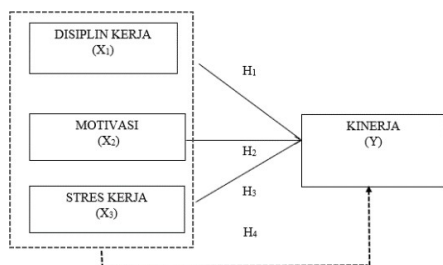 DISIPLIN KERJA
(X₁)
H₁
MOTIVASI
(X₂)
KINERJA
(Y)
H₂
STRES KERJA
(X₃)
H₃
H₄